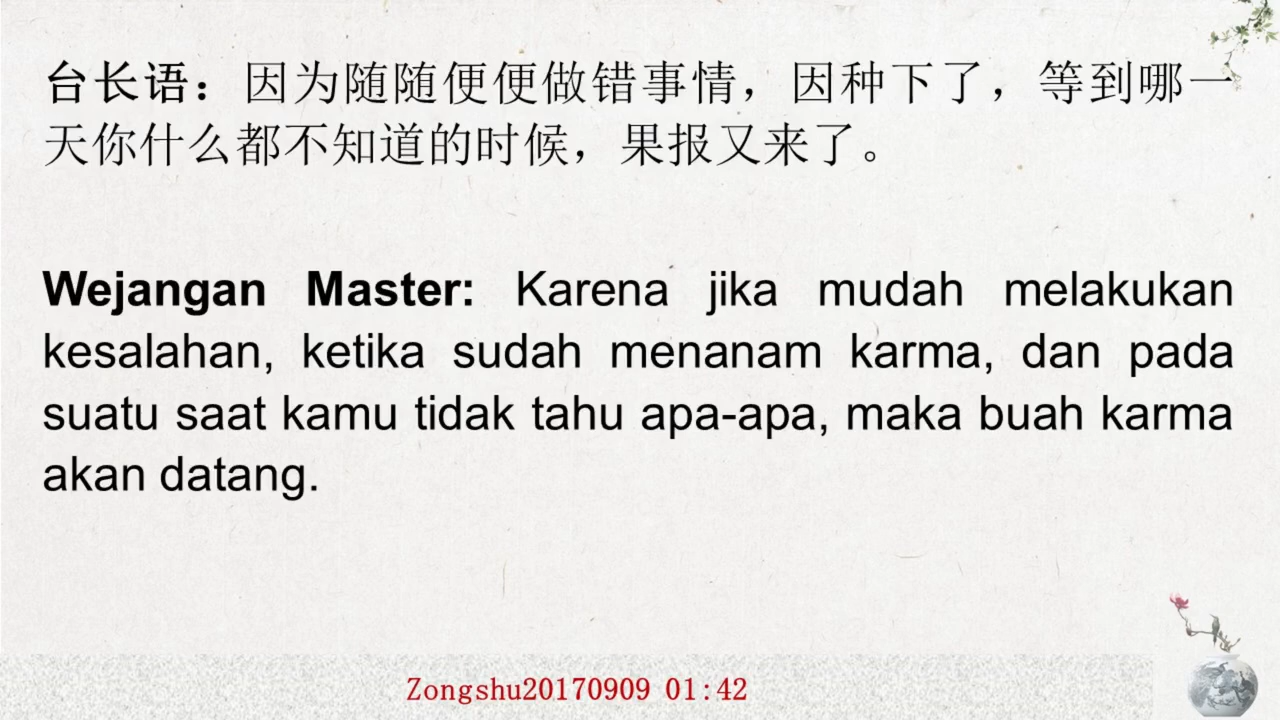 台长语：因为随随便便做错事情，因种下了，等到哪一
天你什么都不知道的时候，果报又来了。
Wejangan Master: Karena jika mudah melakukan
kesalahan, ketika sudah menanam karma, dan pada
suatu saat kamu tidak tahu apa-apa, maka buah karma
akan datang.
Zongshu20170909 01:42